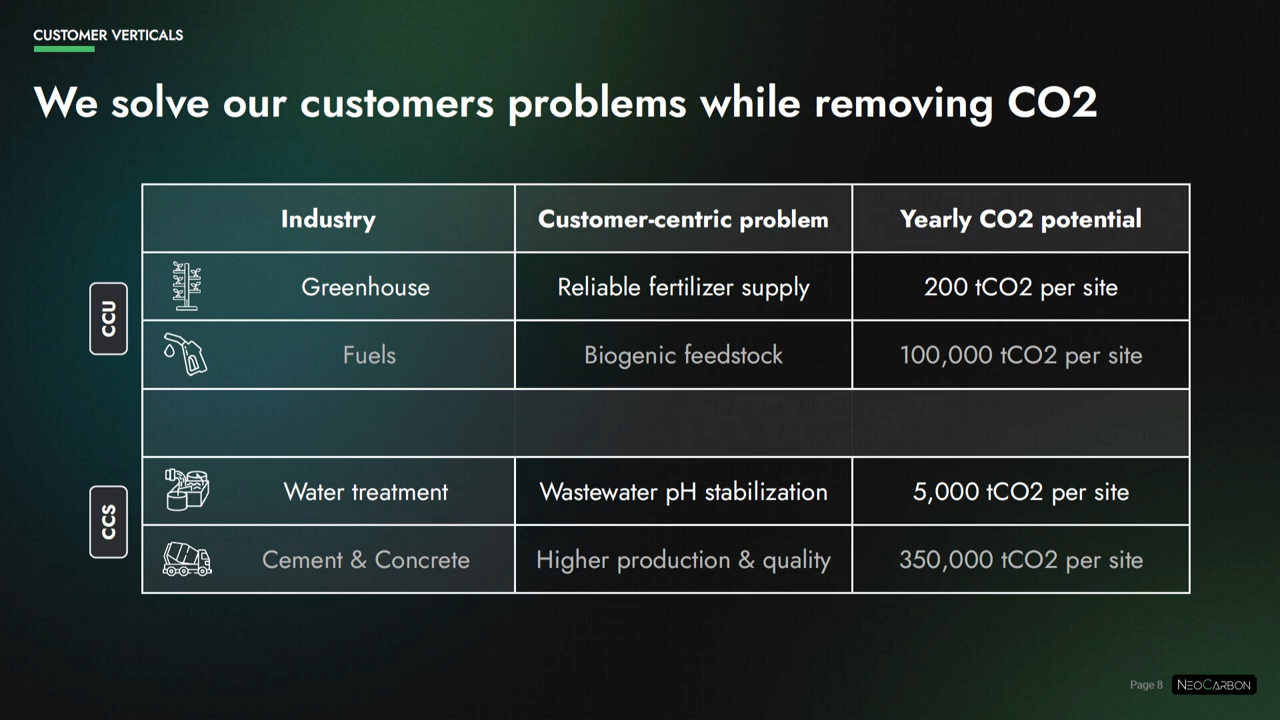 CUSTOMER VERTICALS
We solve our customers problems while removing CO2
Industry Customer-centric problem Yearly CO2 potential
CCU
Greenhouse Reliable fertilizer supply 200 tCO2 per site
Fuels Biogenic feedstock 100,000 tCO2 per site
CCS
Water treatment Wastewater pH stabilization 5,000 tCO2 per site
Cement & Concrete Higher production & quality 350,000 tCO2 per site
Page 8 NEOCARBON